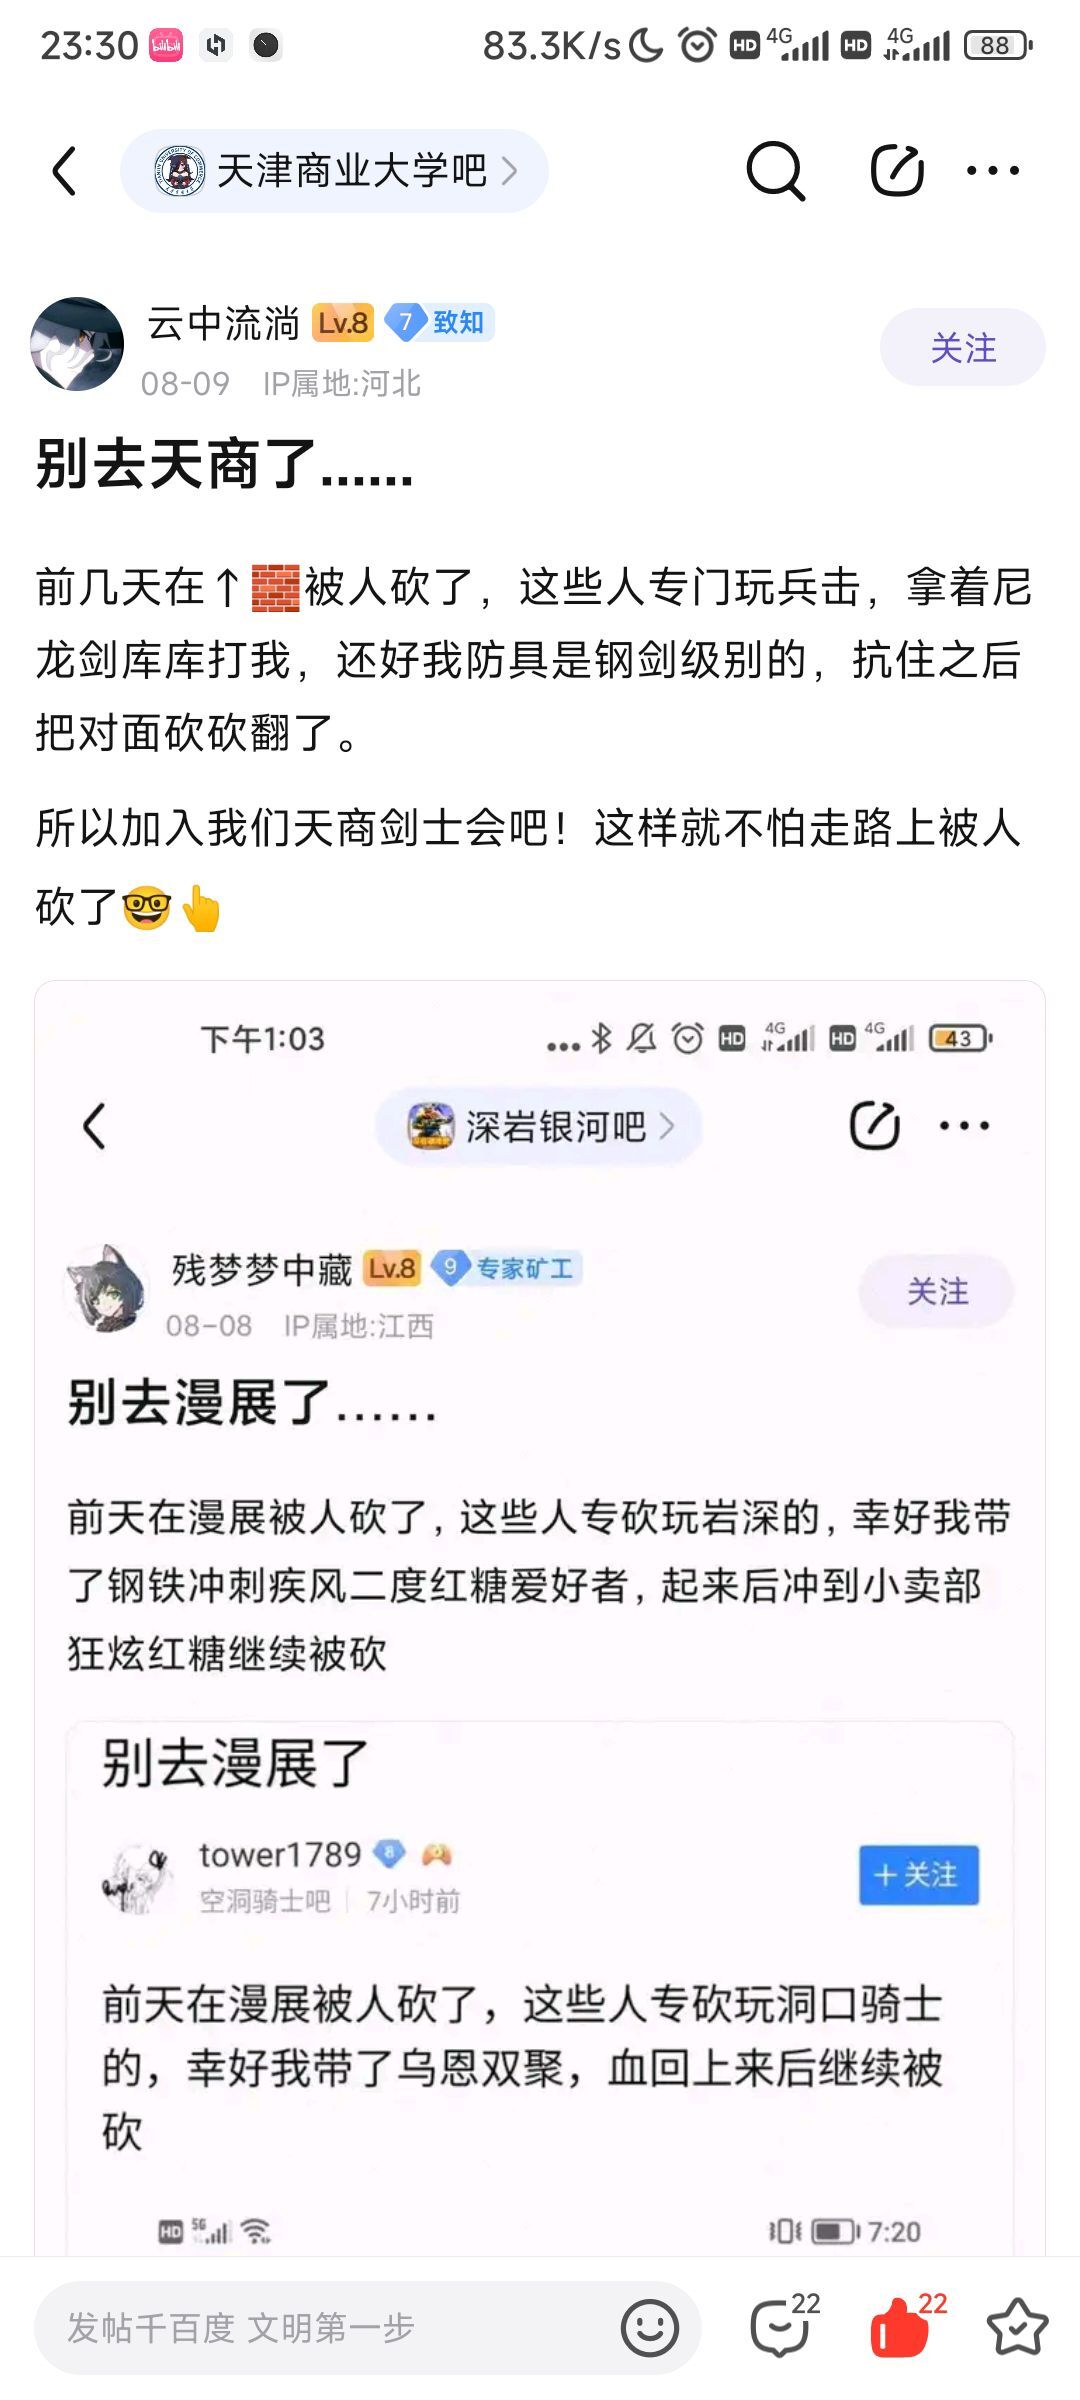 23:30 bilibili 83.3K/s HD 4G HD 4G 88
天津商业大学吧
云中流淌 Lv.8 7 致知
关注
08-09 IP属地:河北
别去天商了......
前几天在↑🧱被人砍了，这些人专门玩兵击，拿着尼
龙剑库库打我，还好我防具是钢剑级别的，抗住之后
把对面砍砍翻了。
所以加入我们天商剑士会吧！这样就不怕走路上被人
砍了🤓👆
下午1:03 ... HD 4G HD 4G 43
深岩银河吧
残梦梦中藏 Lv.8 9 专家矿工
关注
08-08 IP属地:江西
别去漫展了......
前天在漫展被人砍了，这些人专砍玩岩深的，幸好我带
了钢铁冲刺疾风二度红糖爱好者，起来后冲到小卖部
狂炫红糖继续被砍
别去漫展了
tower1789 8
+关注
空洞骑士吧 7小时前
前天在漫展被人砍了，这些人专砍玩洞口骑士
的，幸好我带了乌恩双聚，血回上来后继续被
砍
HD 5G 7:20
发帖千百度 文明第一步 22 22